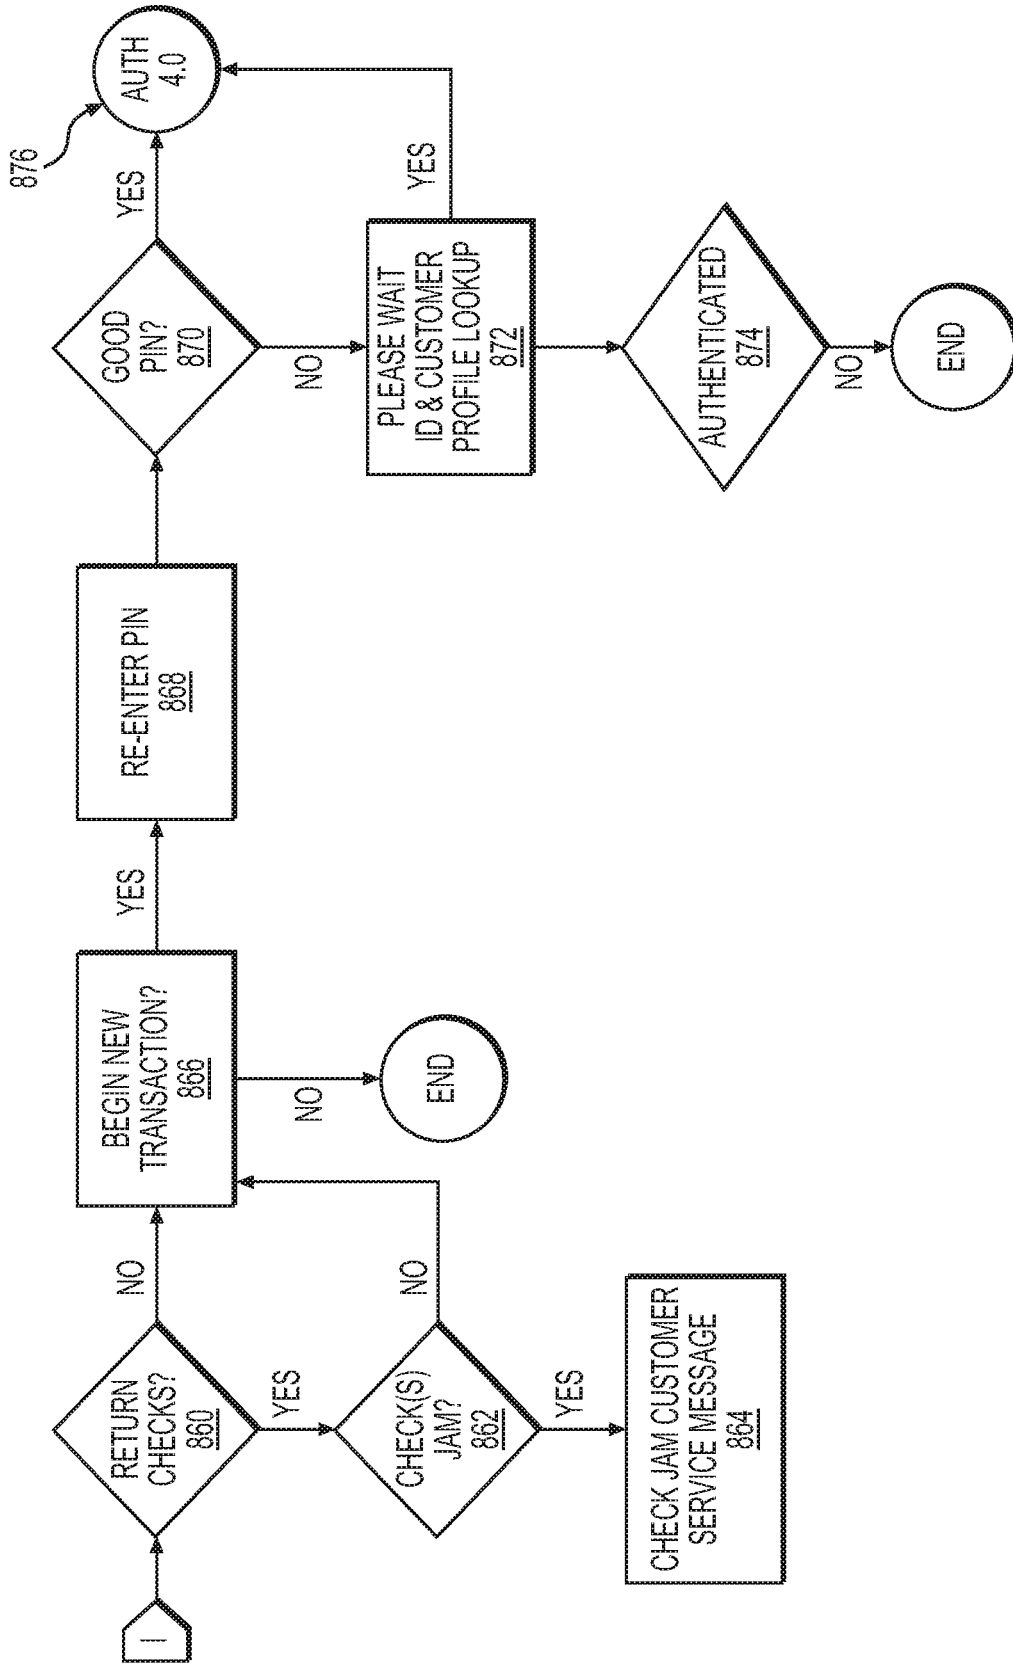 I
RETURN
CHECKS?
860
NO
YES
CHECK(S)
JAM?
862
NO
YES
CHECK JAM CUSTOMER
SERVICE MESSAGE
864
BEGIN NEW
TRANSACTION?
866
YES
NO
END
RE-ENTER PIN
868
GOOD
PIN?
870
YES
NO
876
AUTH
4.0
PLEASE WAIT
ID & CUSTOMER
PROFILE LOOKUP
872
YES
AUTHENTICATED
874
NO
END